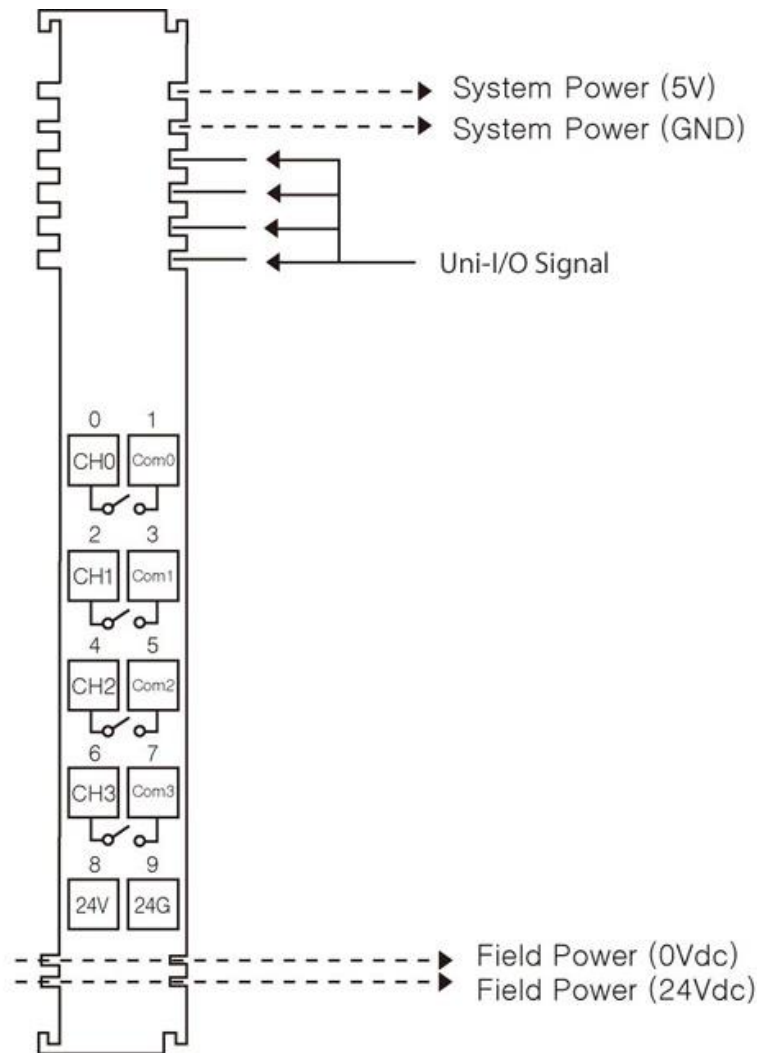 System Power (5V)
System Power (GND)
Uni-I/O Signal
0 1
CH0 Com0
2 3
CH1 Com1
4 5
CH2 Com2
6 7
CH3 Com3
8 9
24V 24G
Field Power (0Vdc)
Field Power (24Vdc)